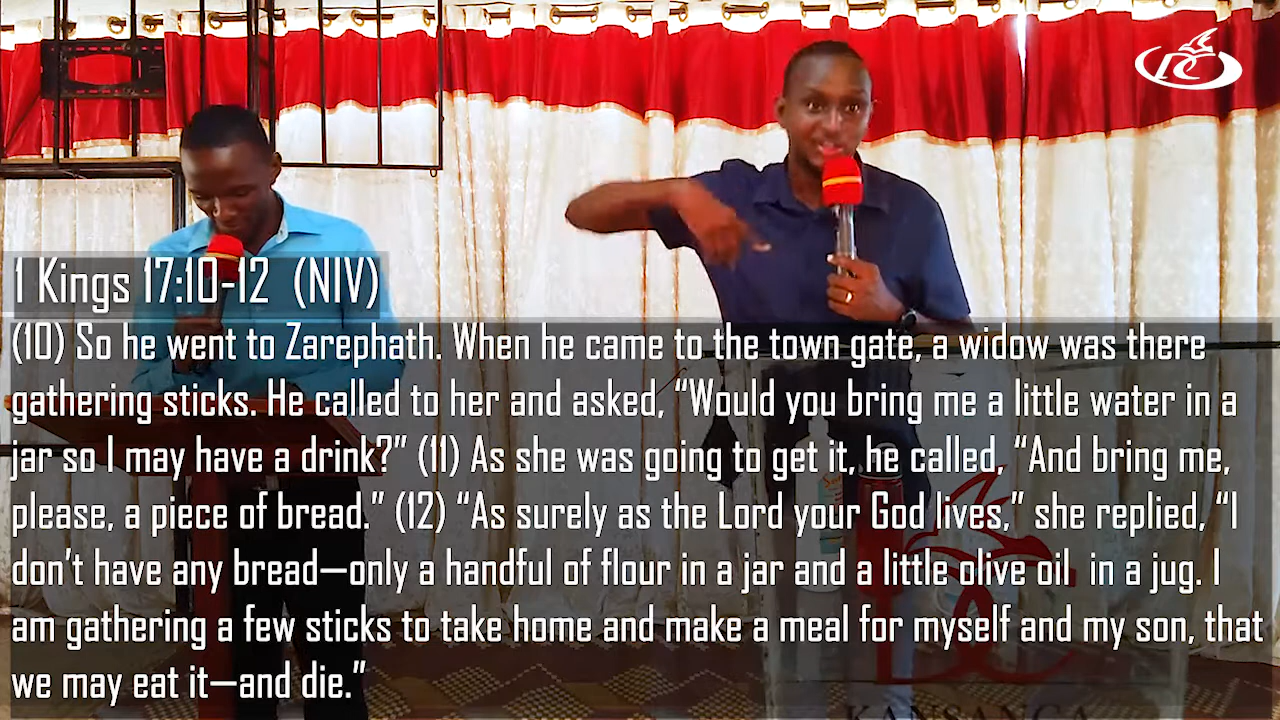 1 Kings 17:10-12 (NIV)
(10) So he went to Zarephath. When he came to the town gate, a widow was there
gathering sticks. He called to her and asked, “Would you bring me a little water in a
jar so I may have a drink?” (11) As she was going to get it, he called, “And bring me,
please, a piece of bread.” (12) “As surely as the Lord your God lives,” she replied, “I
don’t have any bread—only a handful of flour in a jar and a little olive oil in a jug. I
am gathering a few sticks to take home and make a meal for myself and my son, that
we may eat it—and die.”
DC
DC
KANSANGA